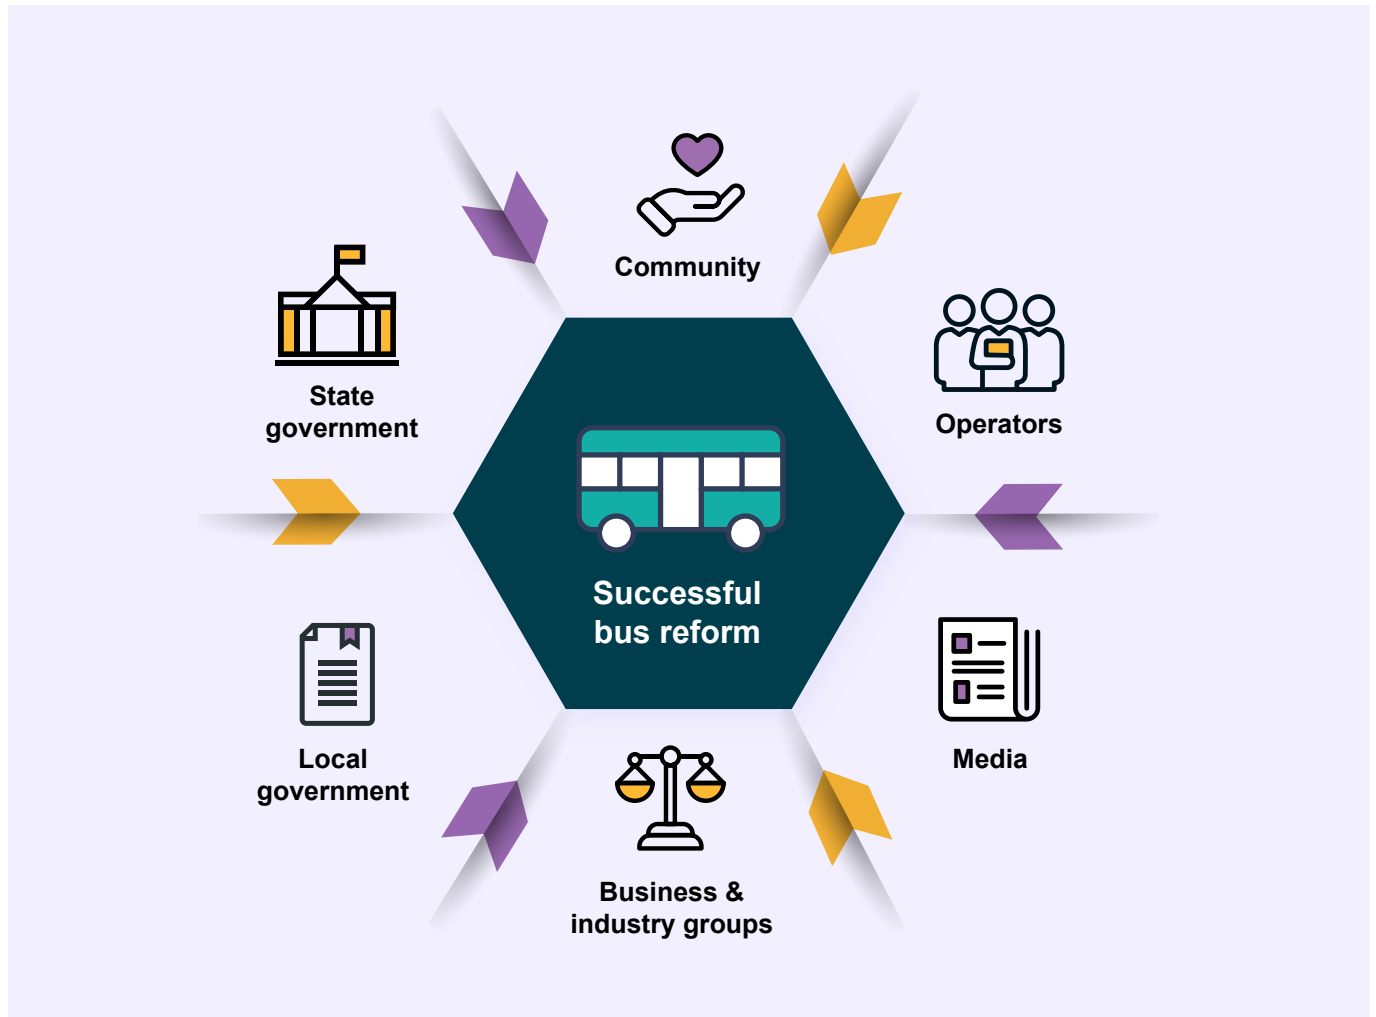 Community
State
government
Operators
Successful
bus reform
Local
government
Media
Business &
industry groups